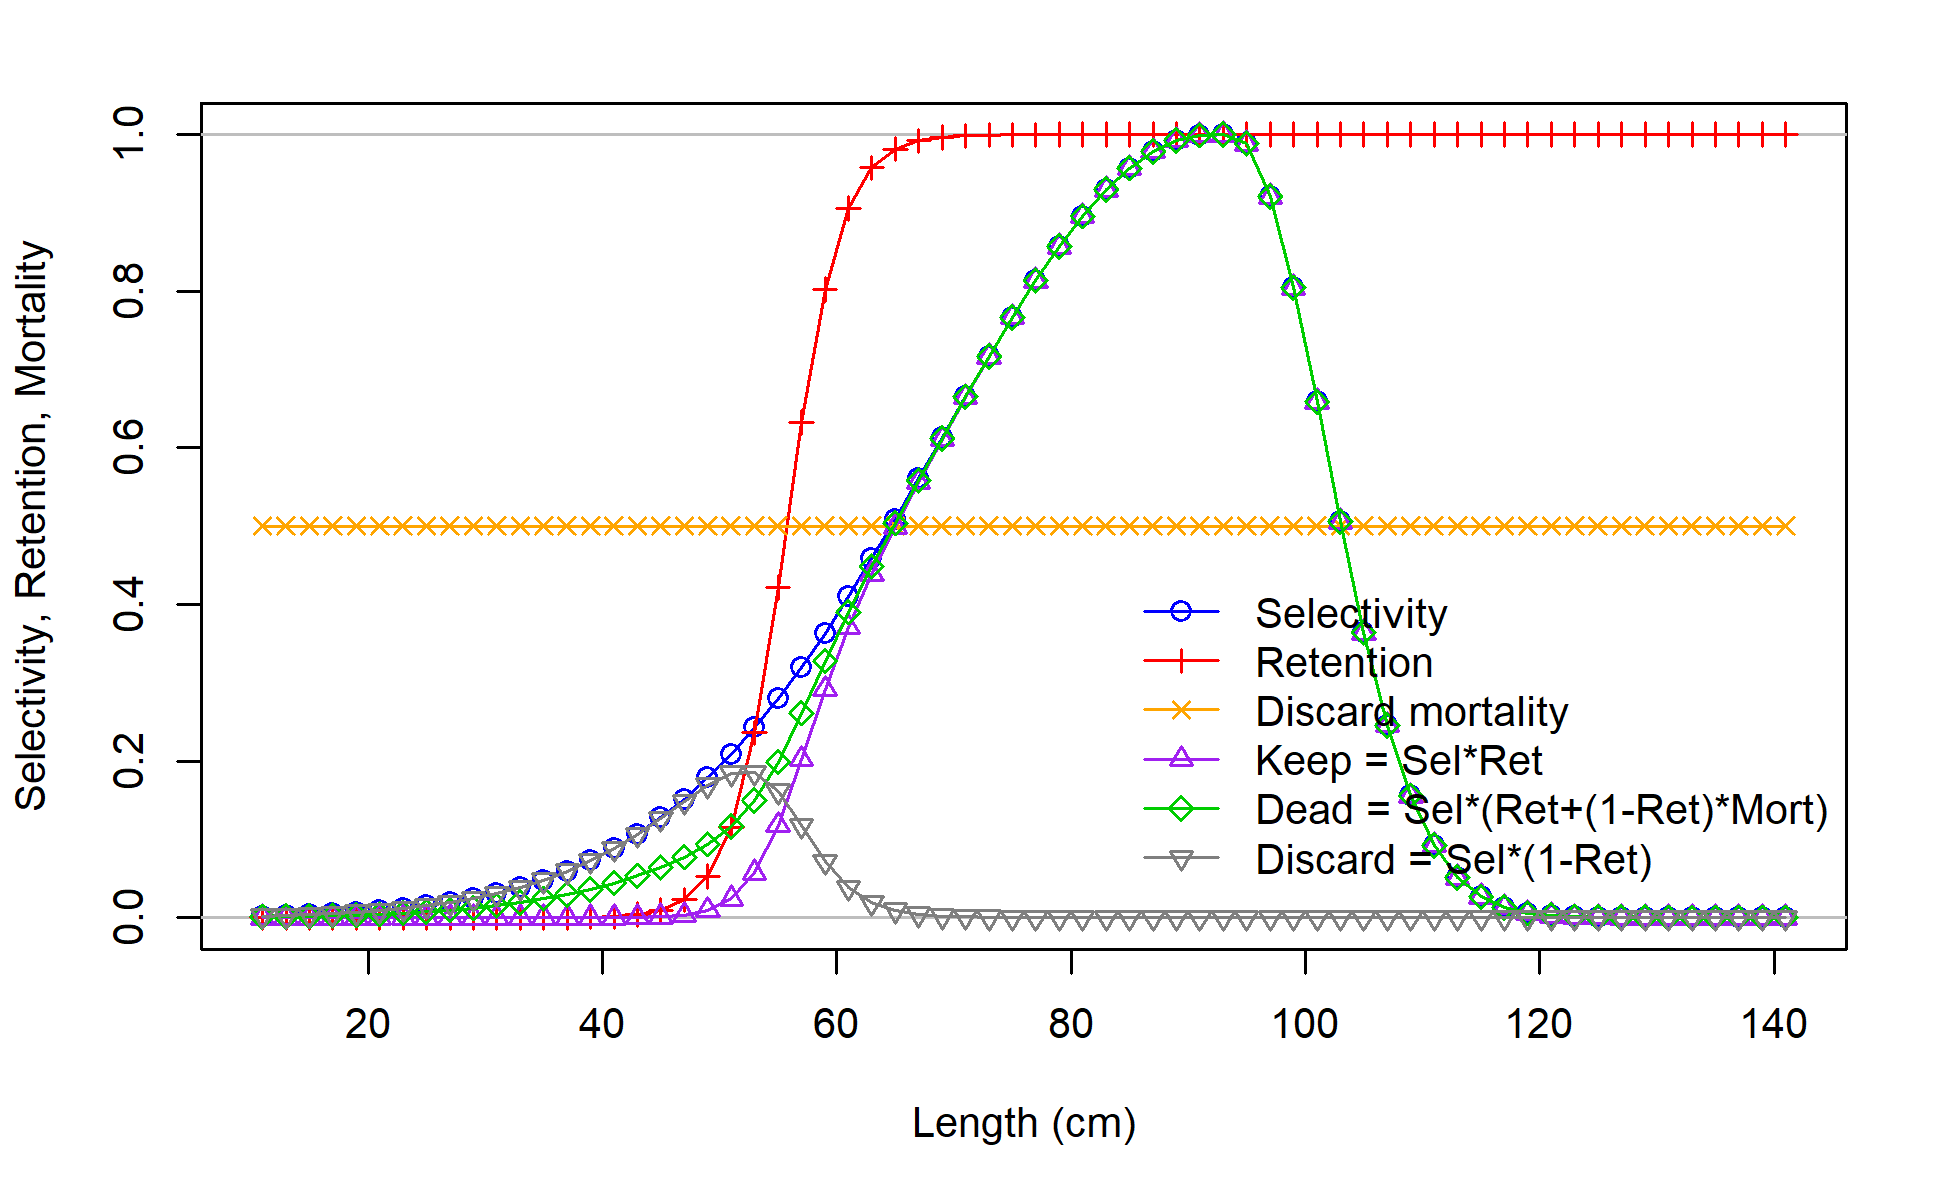 Selectivity, Retention, Mortality
1.0
0.8
0.6
0.4
0.2
0.0
Selectivity
Retention
Discard mortality
Keep = Sel*Ret
Dead = Sel*(Ret+(1-Ret)*Mort)
Discard = Sel*(1-Ret)
20 40 60 80 100 120 140
Length (cm)